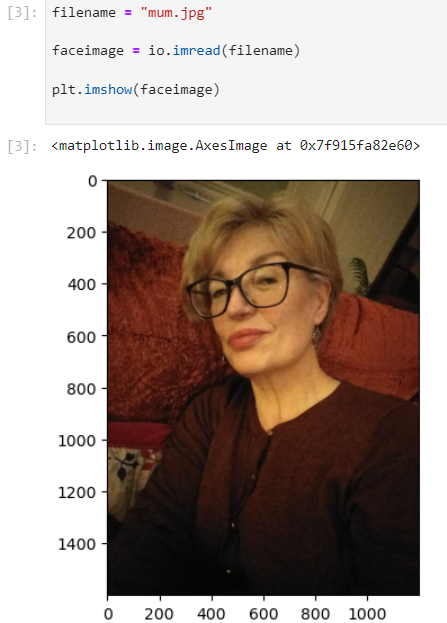 [3]: filename = "mum.jpg"
faceimage = io.imread(filename)
plt.imshow(faceimage)
[3]: <matplotlib.image.AxesImage at 0x7f915fa82e60>
0
200
400
600
800
1000
1200
1400
0 200 400 600 800 1000